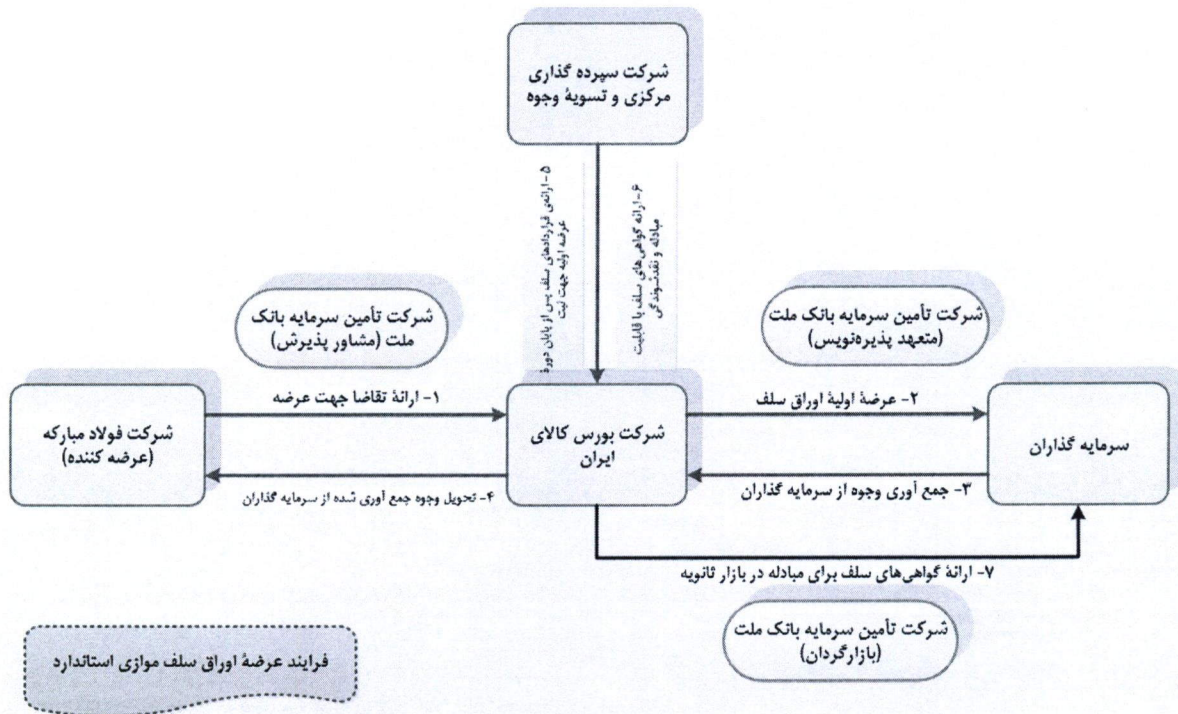 شرکت سپرده گذاری
مرکزی و تسویهٔ وجوه
۵- ارائه‌ی قراردادهای سلف پس از پایان دورهٔ
عرضه اولیه جهت ثبت
۶- ارائه گواهی‌های سلف با قابلیت
مبادله و نقدشوندگی
شرکت تأمین سرمایه بانک
ملت (مشاور پذیرش)
شرکت تأمین سرمایه بانک ملت
(متعهد پذیره‌نویس)
شرکت فولاد مبارکه
(عرضه کننده)
۱- ارائهٔ تقاضا جهت عرضه
شرکت بورس کالای
ایران
۲- عرضهٔ اولیهٔ اوراق سلف
سرمایه گذاران
۴- تحویل وجوه جمع آوری شده از سرمایه گذاران
۳- جمع آوری وجوه از سرمایه گذاران
۷- ارائهٔ گواهی‌های سلف برای مبادله در بازار ثانویه
شرکت تأمین سرمایه بانک ملت
(بازارگردان)
فرایند عرضهٔ اوراق سلف موازی استاندارد